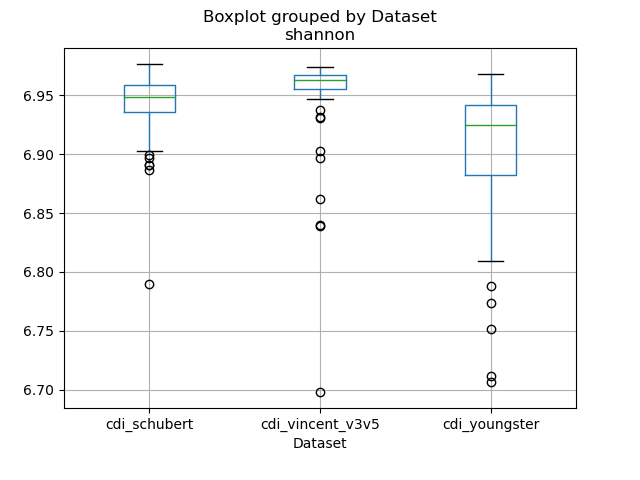 Boxplot grouped by Dataset
shannon
6.95
6.90
6.85
6.80
6.75
6.70
cdi_schubert cdi_vincent_v3v5 cdi_youngster
Dataset